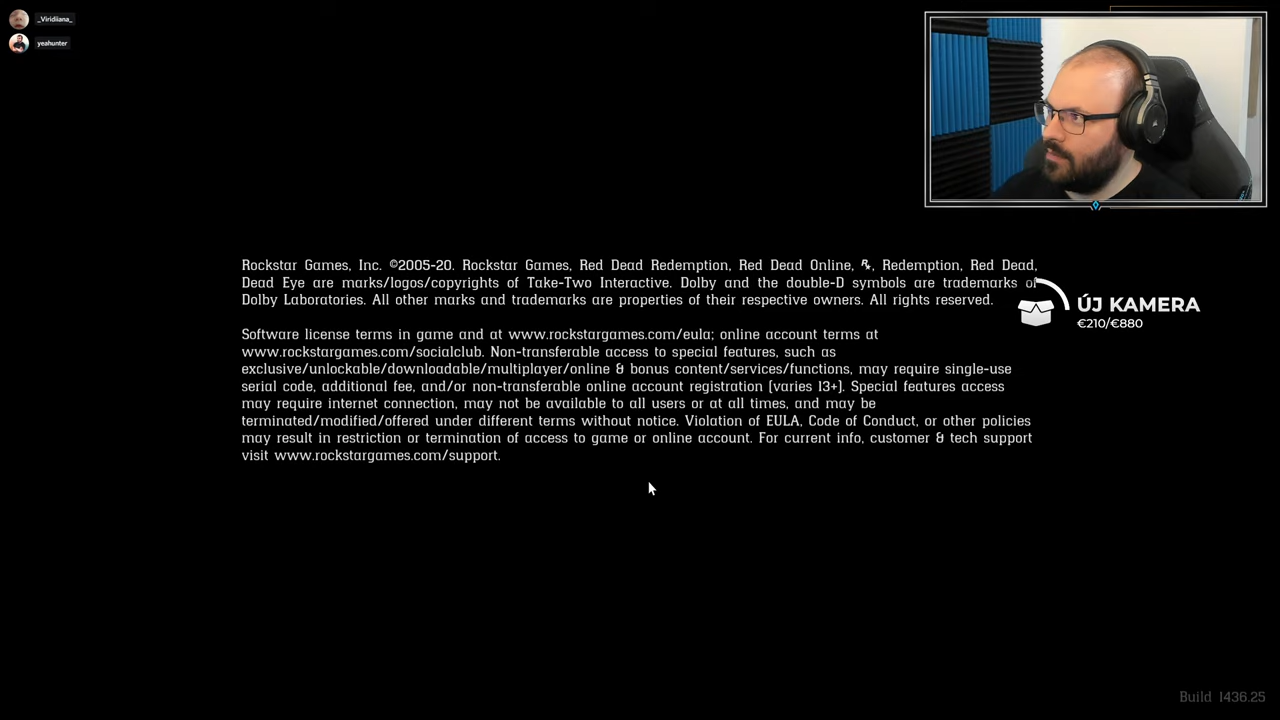 _Viridiiana_
yeahunter
Rockstar Games, Inc. ©2005-20. Rockstar Games, Red Dead Redemption, Red Dead Online, R*, Redemption, Red Dead,
Dead Eye are marks/logos/copyrights of Take-Two Interactive. Dolby and the double-D symbols are trademarks of
Dolby Laboratories. All other marks and trademarks are properties of their respective owners. All rights reserved.
ÚJ KAMERA
€210/€880
Software license terms in game and at www.rockstargames.com/eula; online account terms at
www.rockstargames.com/socialclub. Non-transferable access to special features, such as
exclusive/unlockable/downloadable/multiplayer/online & bonus content/services/functions, may require single-use
serial code, additional fee, and/or non-transferable online account registration (varies 13+). Special features access
may require internet connection, may not be available to all users or at all times, and may be
terminated/modified/offered under different terms without notice. Violation of EULA, Code of Conduct, or other policies
may result in restriction or termination of access to game or online account. For current info, customer & tech support
visit www.rockstargames.com/support.
Build 1436.25